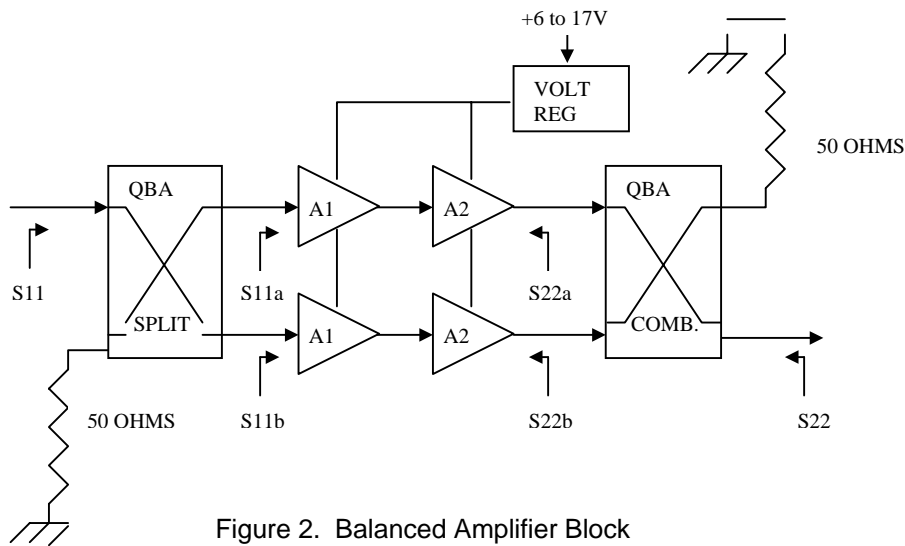 +6 to 17V
VOLT
REG
50 OHMS
QBA
A1
A2
QBA
S11
S11a
S22a
SPLIT
A1
A2
COMB.
50 OHMS
S11b
S22b
S22
Figure 2. Balanced Amplifier Block